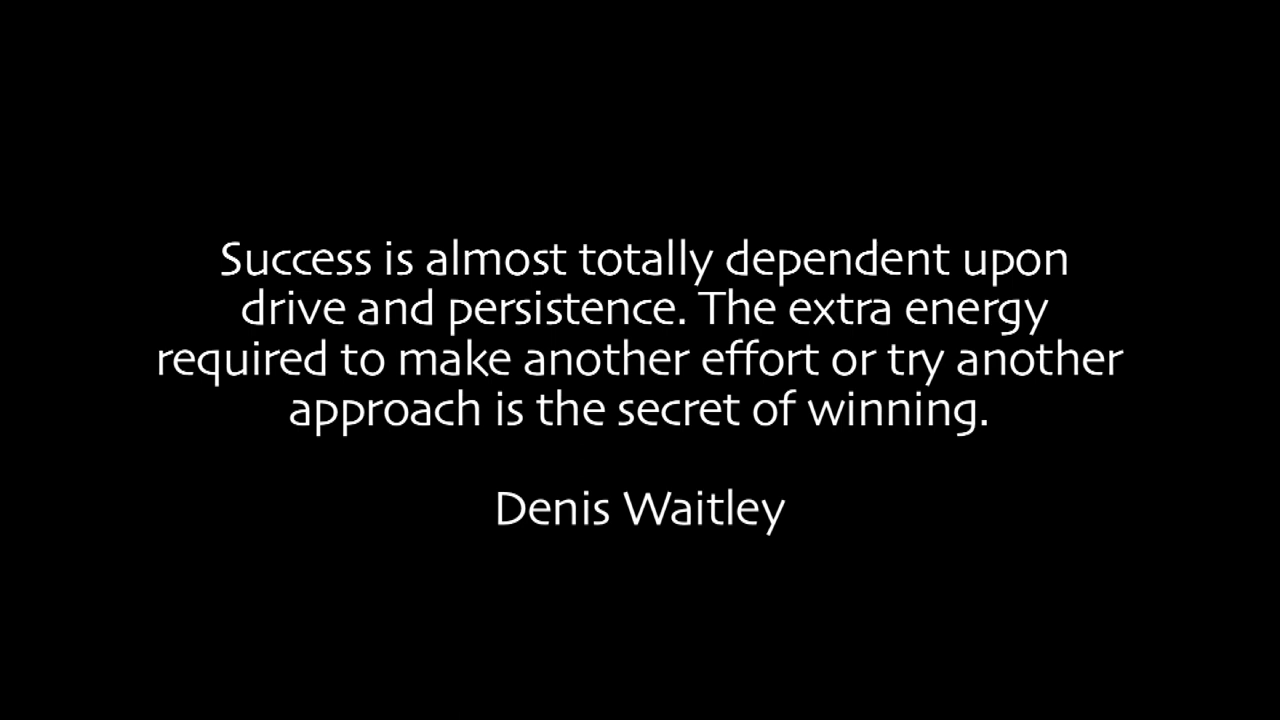 Success is almost totally dependent upon
drive and persistence. The extra energy
required to make another effort or try another
approach is the secret of winning.
Denis Waitley